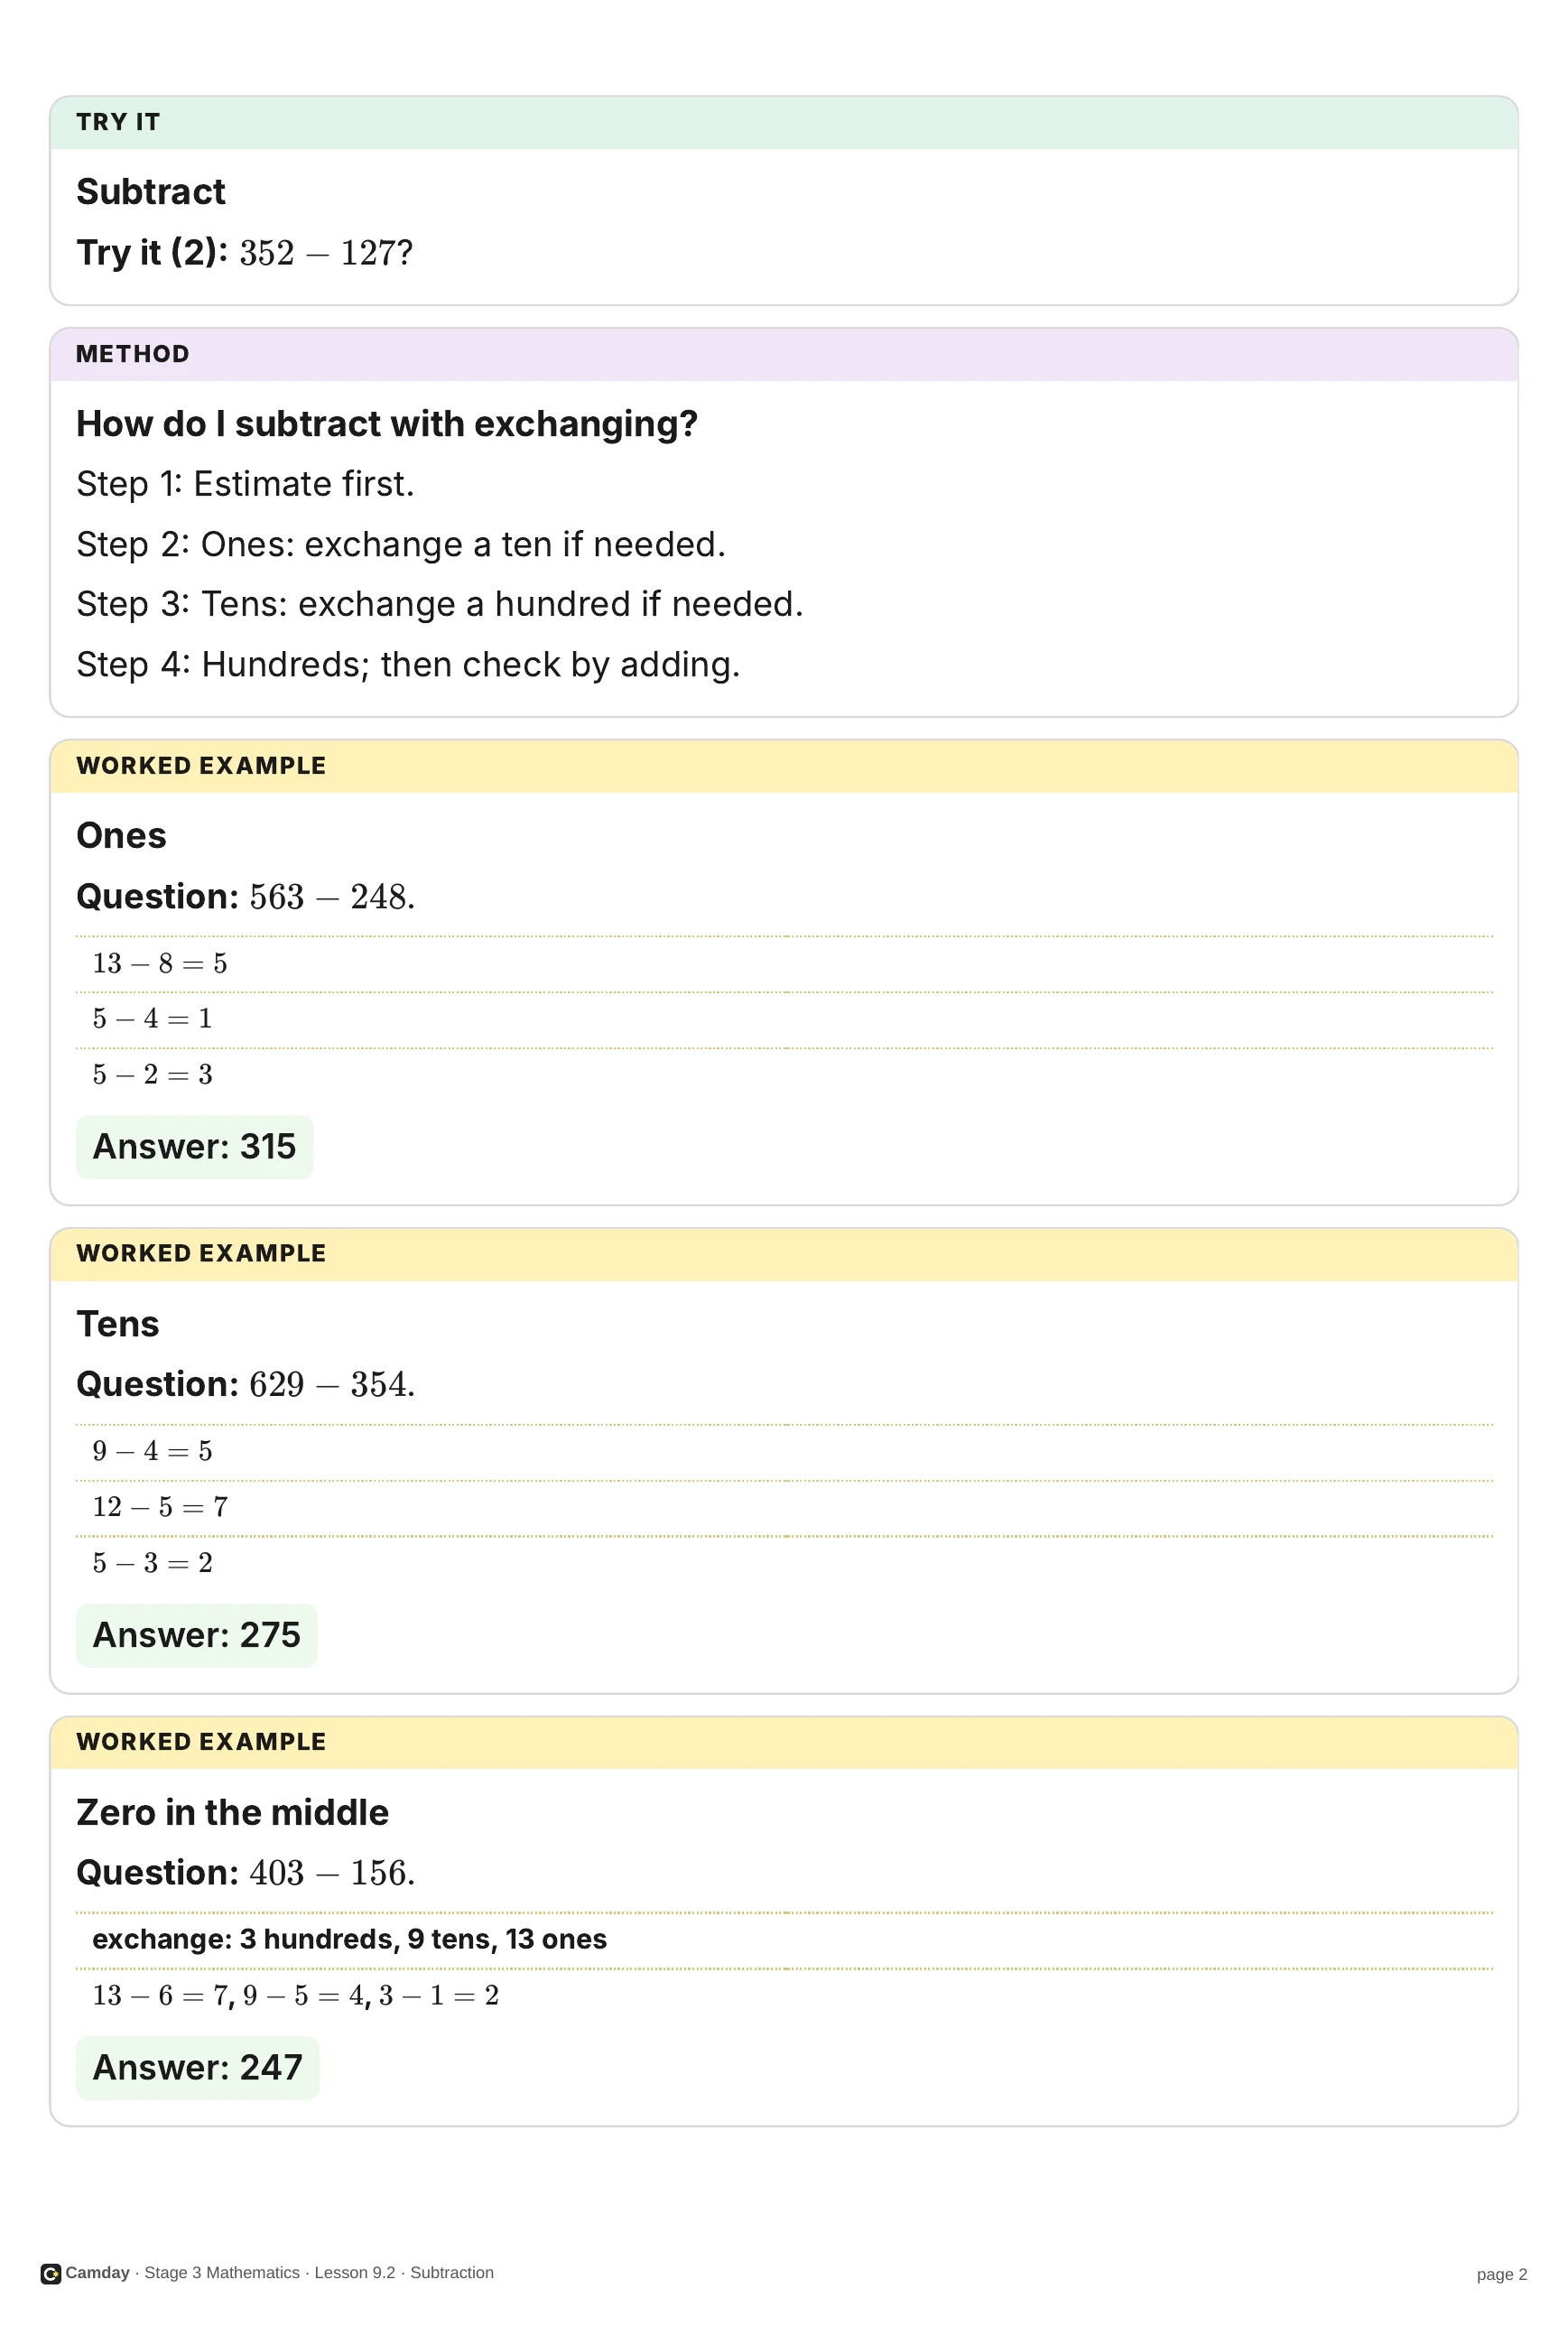 TRY IT
Subtract
Try it (2): 352 − 127?
METHOD
How do I subtract with exchanging?
Step 1: Estimate first.
Step 2: Ones: exchange a ten if needed.
Step 3: Tens: exchange a hundred if needed.
Step 4: Hundreds; then check by adding.
WORKED EXAMPLE
Ones
Question: 563 − 248.
13 − 8 = 5
5 − 4 = 1
5 − 2 = 3
Answer: 315
WORKED EXAMPLE
Tens
Question: 629 − 354.
9 − 4 = 5
12 − 5 = 7
5 − 3 = 2
Answer: 275
WORKED EXAMPLE
Zero in the middle
Question: 403 − 156.
exchange: 3 hundreds, 9 tens, 13 ones
13 − 6 = 7, 9 − 5 = 4, 3 − 1 = 2
Answer: 247
Camday · Stage 3 Mathematics · Lesson 9.2 · Subtraction
page 2